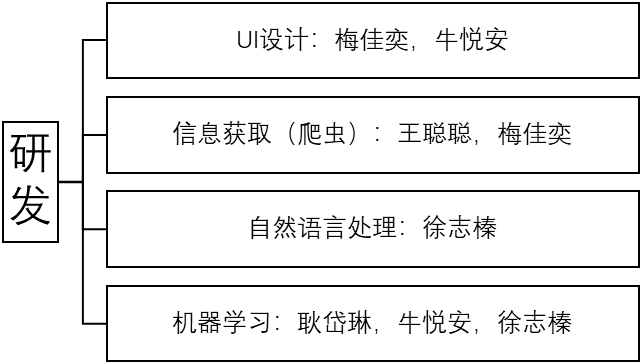 研发
UI设计：梅佳奕，牛悦安
信息获取（爬虫）：王聪聪，梅佳奕
自然语言处理：徐志榛
机器学习：耿岱琳，牛悦安，徐志榛